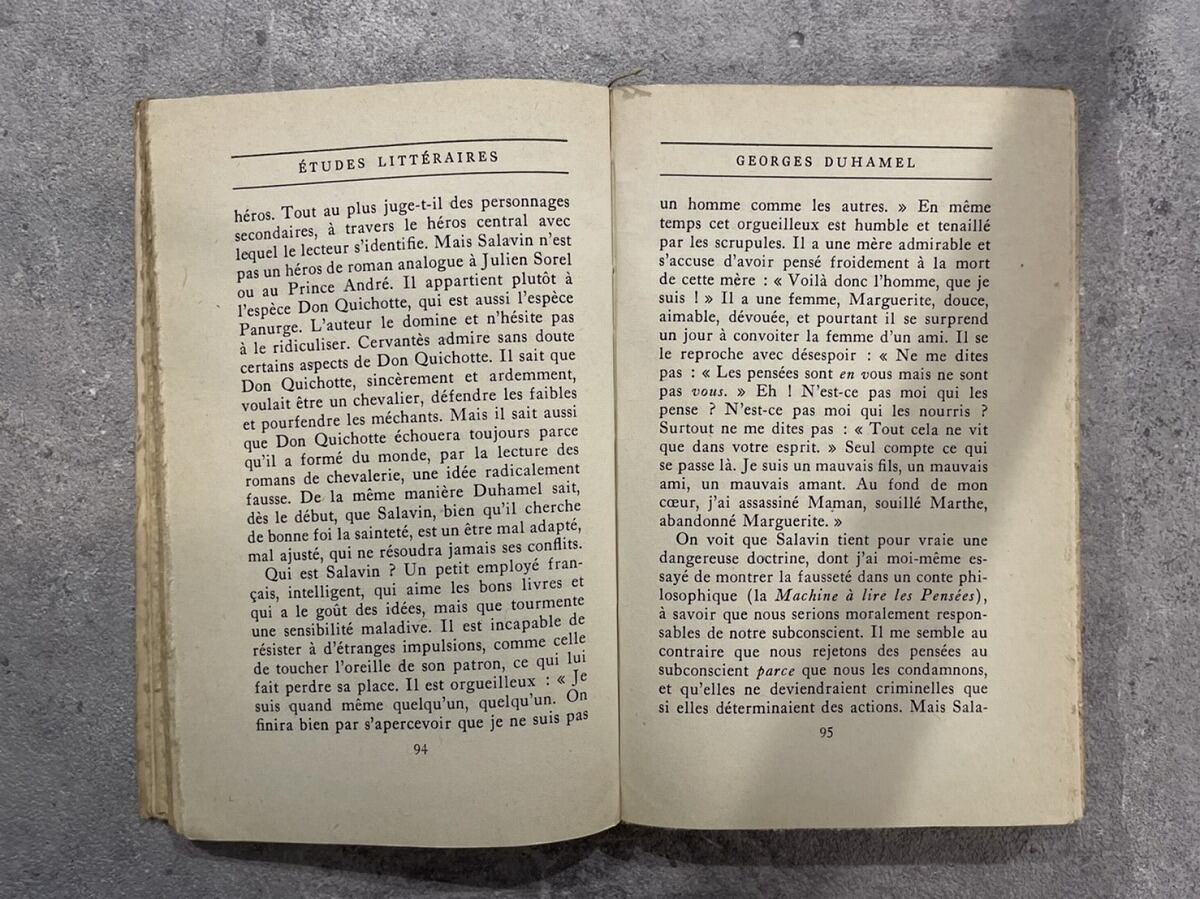 ÉTUDES LITTÉRAIRES
héros. Tout au plus juge-t-il des personnages
secondaires, à travers le héros central avec
lequel le lecteur s'identifie. Mais Salavin n'est
pas un héros de roman analogue à Julien Sorel
ou au Prince André. Il appartient plutôt à
l'espèce Don Quichotte, qui est aussi l'espèce
Panurge. L'auteur le domine et n'hésite pas
à le ridiculiser. Cervantès admire sans doute
certains aspects de Don Quichotte. Il sait que
Don Quichotte, sincèrement et ardemment,
voulait être un chevalier, défendre les faibles
et pourfendre les méchants. Mais il sait aussi
que Don Quichotte échouera toujours parce
qu'il a formé du monde, par la lecture des
romans de chevalerie, une idée radicalement
fausse. De la même manière Duhamel sait,
dès le début, que Salavin, bien qu'il cherche
de bonne foi la sainteté, est un être mal adapté,
mal ajusté, qui ne résoudra jamais ses conflits.
Qui est Salavin ? Un petit employé fran-
çais, intelligent, qui aime les bons livres et
qui a le goût des idées, mais que tourmente
une sensibilité maladive. Il est incapable de
résister à d'étranges impulsions, comme celle
de toucher l'oreille de son patron, ce qui lui
fait perdre sa place. Il est orgueilleux : « Je
suis quand même quelqu'un, quelqu'un. On
finira bien par s'apercevoir que je ne suis pas
94
GEORGES DUHAMEL
un homme comme les autres. » En même
temps cet orgueilleux est humble et tenaillé
par les scrupules. Il a une mère admirable et
s'accuse d'avoir pensé froidement à la mort
de cette mère : « Voilà donc l'homme, que je
suis ! » Il a une femme, Marguerite, douce,
aimable, dévouée, et pourtant il se surprend
un jour à convoiter la femme d'un ami. Il se
le reproche avec désespoir : « Ne me dites
pas : « Les pensées sont en vous mais ne sont
pas vous. » Eh ! N'est-ce pas moi qui les
pense ? N'est-ce pas moi qui les nourris ?
Surtout ne me dites pas : « Tout cela ne vit
que dans votre esprit. » Seul compte ce qui
se passe là. Je suis un mauvais fils, un mauvais
ami, un mauvais amant. Au fond de mon
cœur, j'ai assassiné Maman, souillé Marthe,
abandonné Marguerite. »
On voit que Salavin tient pour vraie une
dangereuse doctrine, dont j'ai moi-même es-
sayé de montrer la fausseté dans un conte phi-
losophique (la Machine à lire les Pensées),
à savoir que nous serions moralement respon-
sables de notre subconscient. Il me semble au
contraire que nous rejetons des pensées au
subconscient parce que nous les condamnons,
et qu'elles ne deviendraient criminelles que
si elles déterminaient des actions. Mais Sala-
95